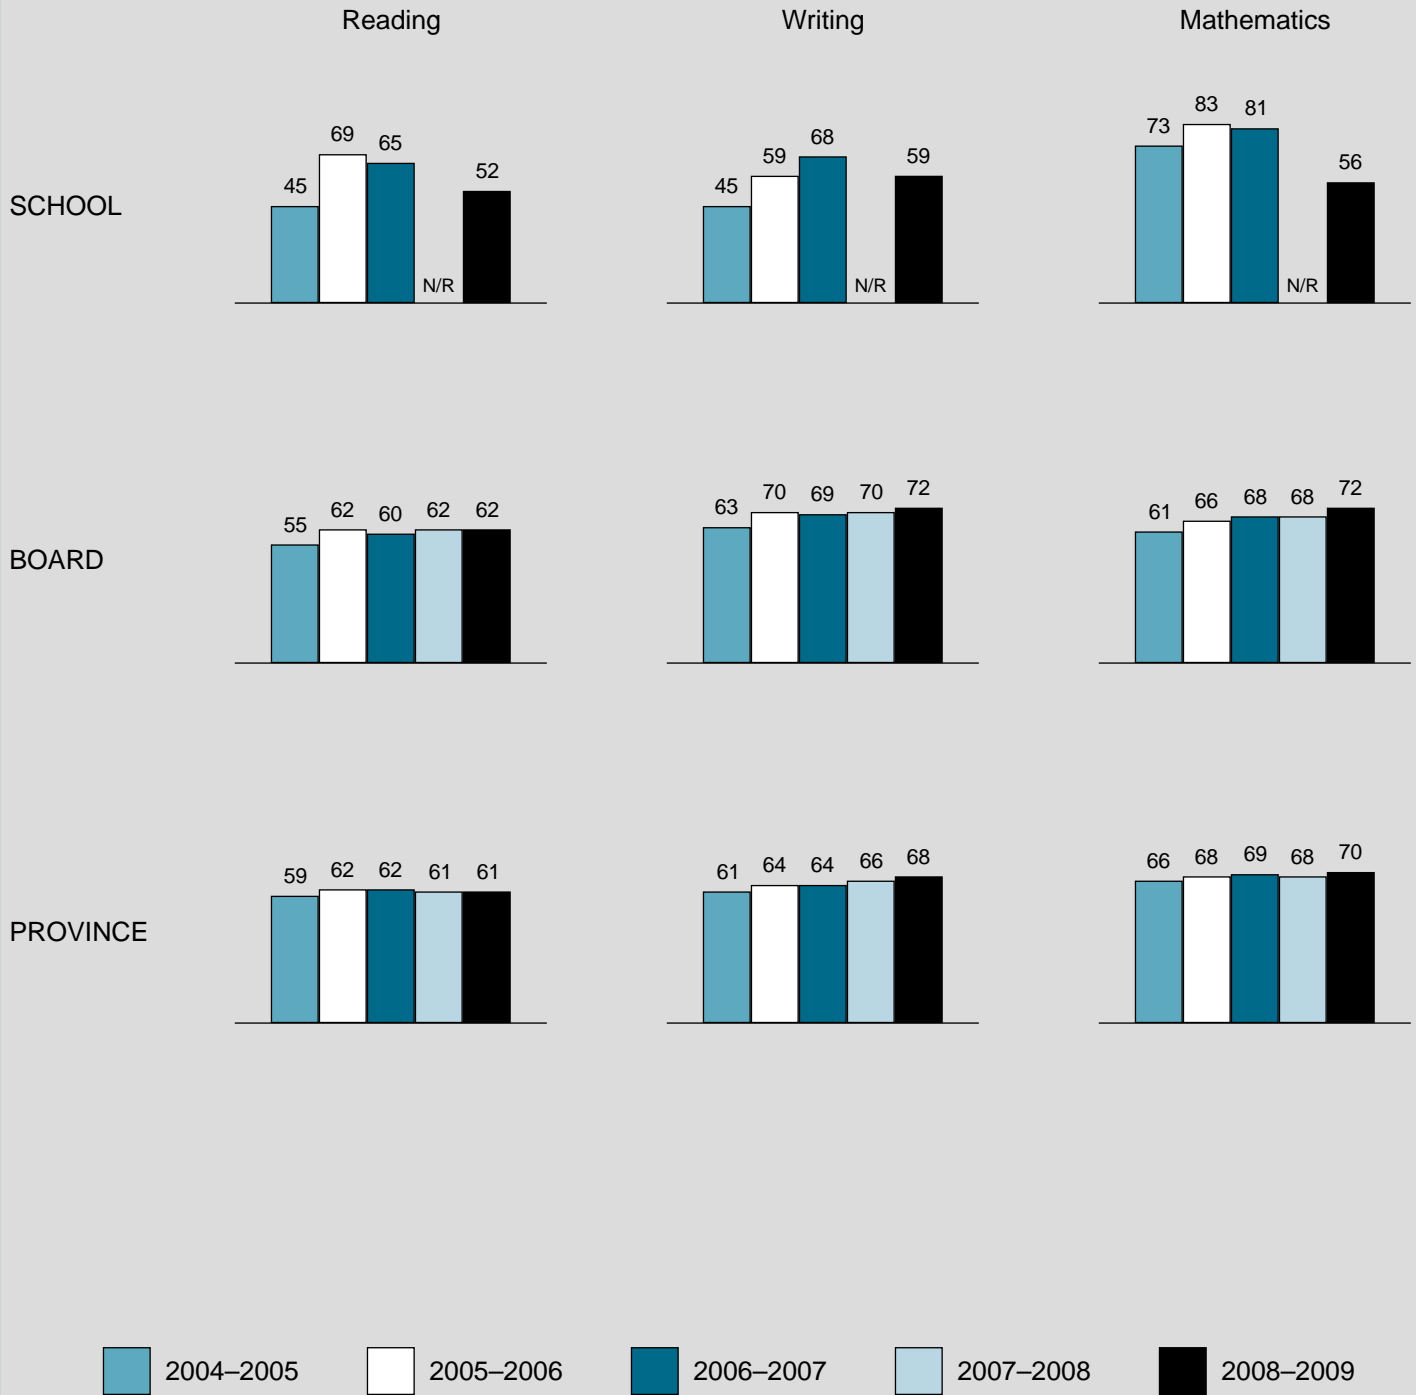 Reading Writing Mathematics
SCHOOL
45 69 65 N/R 52
45 59 68 N/R 59
73 83 81 N/R 56
BOARD
55 62 60 62 62
63 70 69 70 72
61 66 68 68 72
PROVINCE
59 62 62 61 61
61 64 64 66 68
66 68 69 68 70
2004–2005 2005–2006 2006–2007 2007–2008 2008–2009